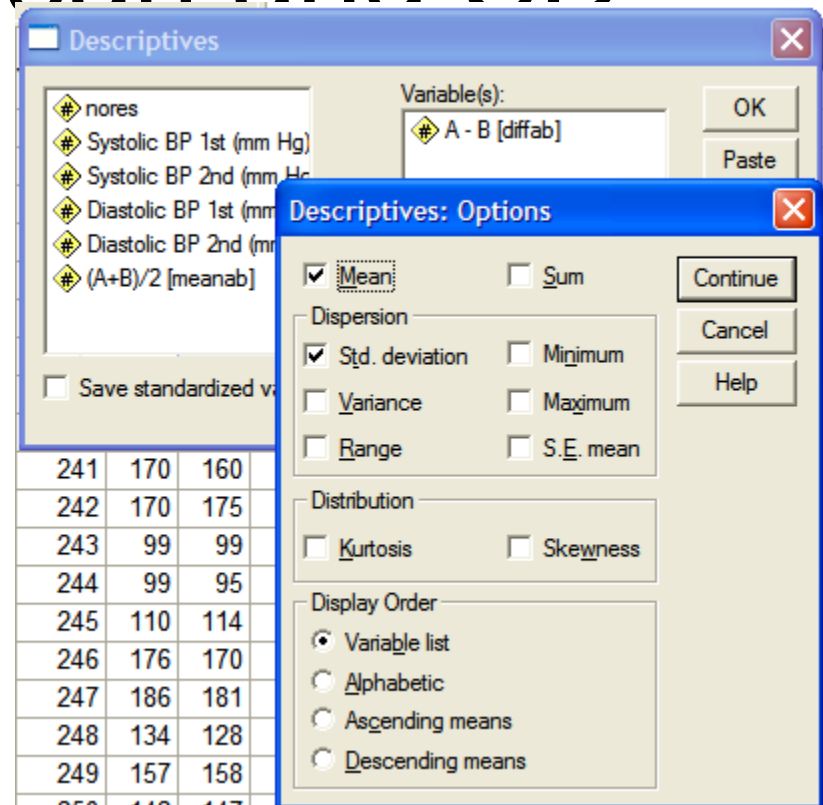 Descriptives
nores
Systolic BP 1st (mm Hg)
Systolic BP 2nd (mm
Diastolic BP 1st (mm
Diastolic BP 2nd
(A+B)/2 [meanab]
Variable(s):
A - B [diffab]
OK
Paste
Save standardized
Descriptives: Options
Mean
Sum
Dispersion
Std. deviation
Minimum
Variance
Maximum
Range
S.E. mean
Distribution
Kurtosis
Skewness
Display Order
Variable list
Alphabetic
Ascending means
Descending means
Continue
Cancel
Help
241 170 160
242 170 175
243 99 99
244 99 95
245 110 114
246 176 170
247 186 181
248 134 128
249 157 158